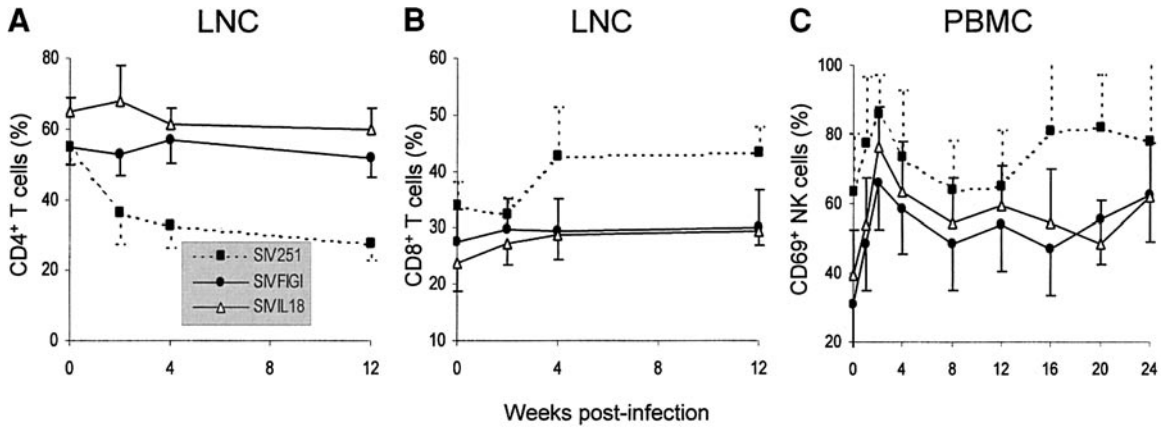 A LNC
B LNC
C PBMC
CD4+ T cells (%)
80
60
40
20
0
0 4 8 12
SIV251
SIVFIGI
SIVIL18
CD8+ T cells (%)
60
50
40
30
20
10
0 4 8 12
CD69+ NK cells (%)
100
80
60
40
20
0 4 8 12 16 20 24
Weeks post-infection